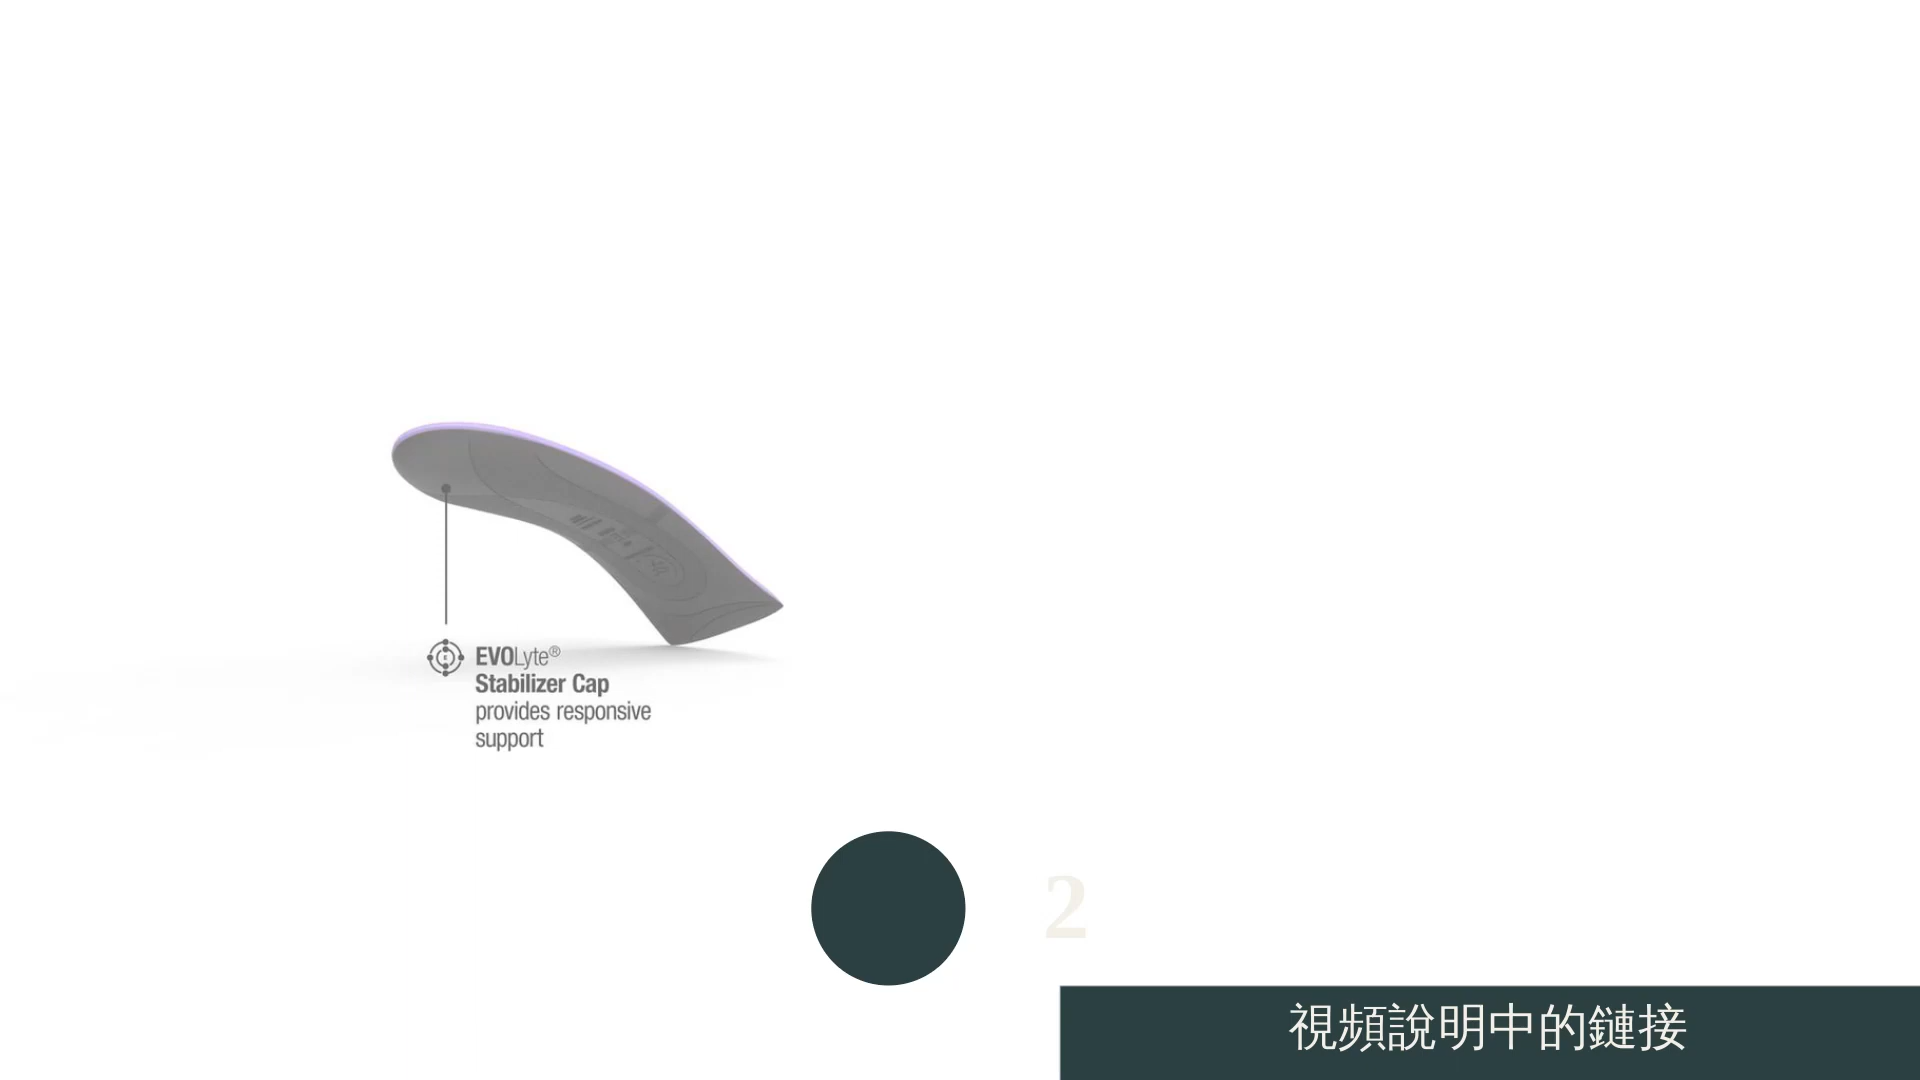 EVOLyte®
Stabilizer Cap
provides responsive
support
2
視頻說明中的鏈接